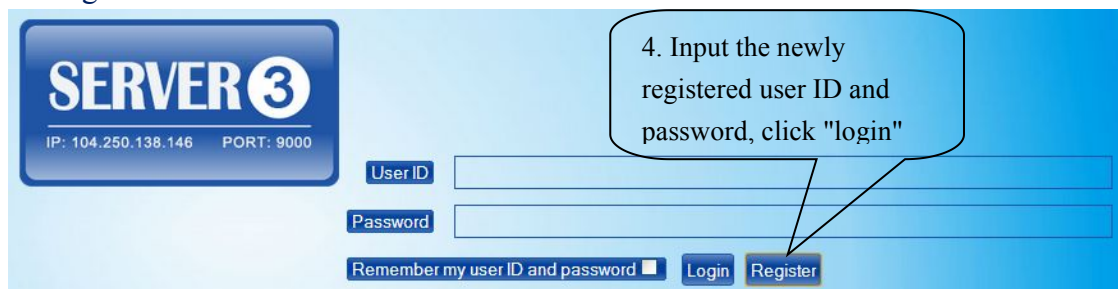 4. Input the newly
registered user ID and
password, click "login"
SERVER 3
IP: 104.250.138.146 PORT: 9000
User ID
Password
Remember my user ID and password
Login
Register